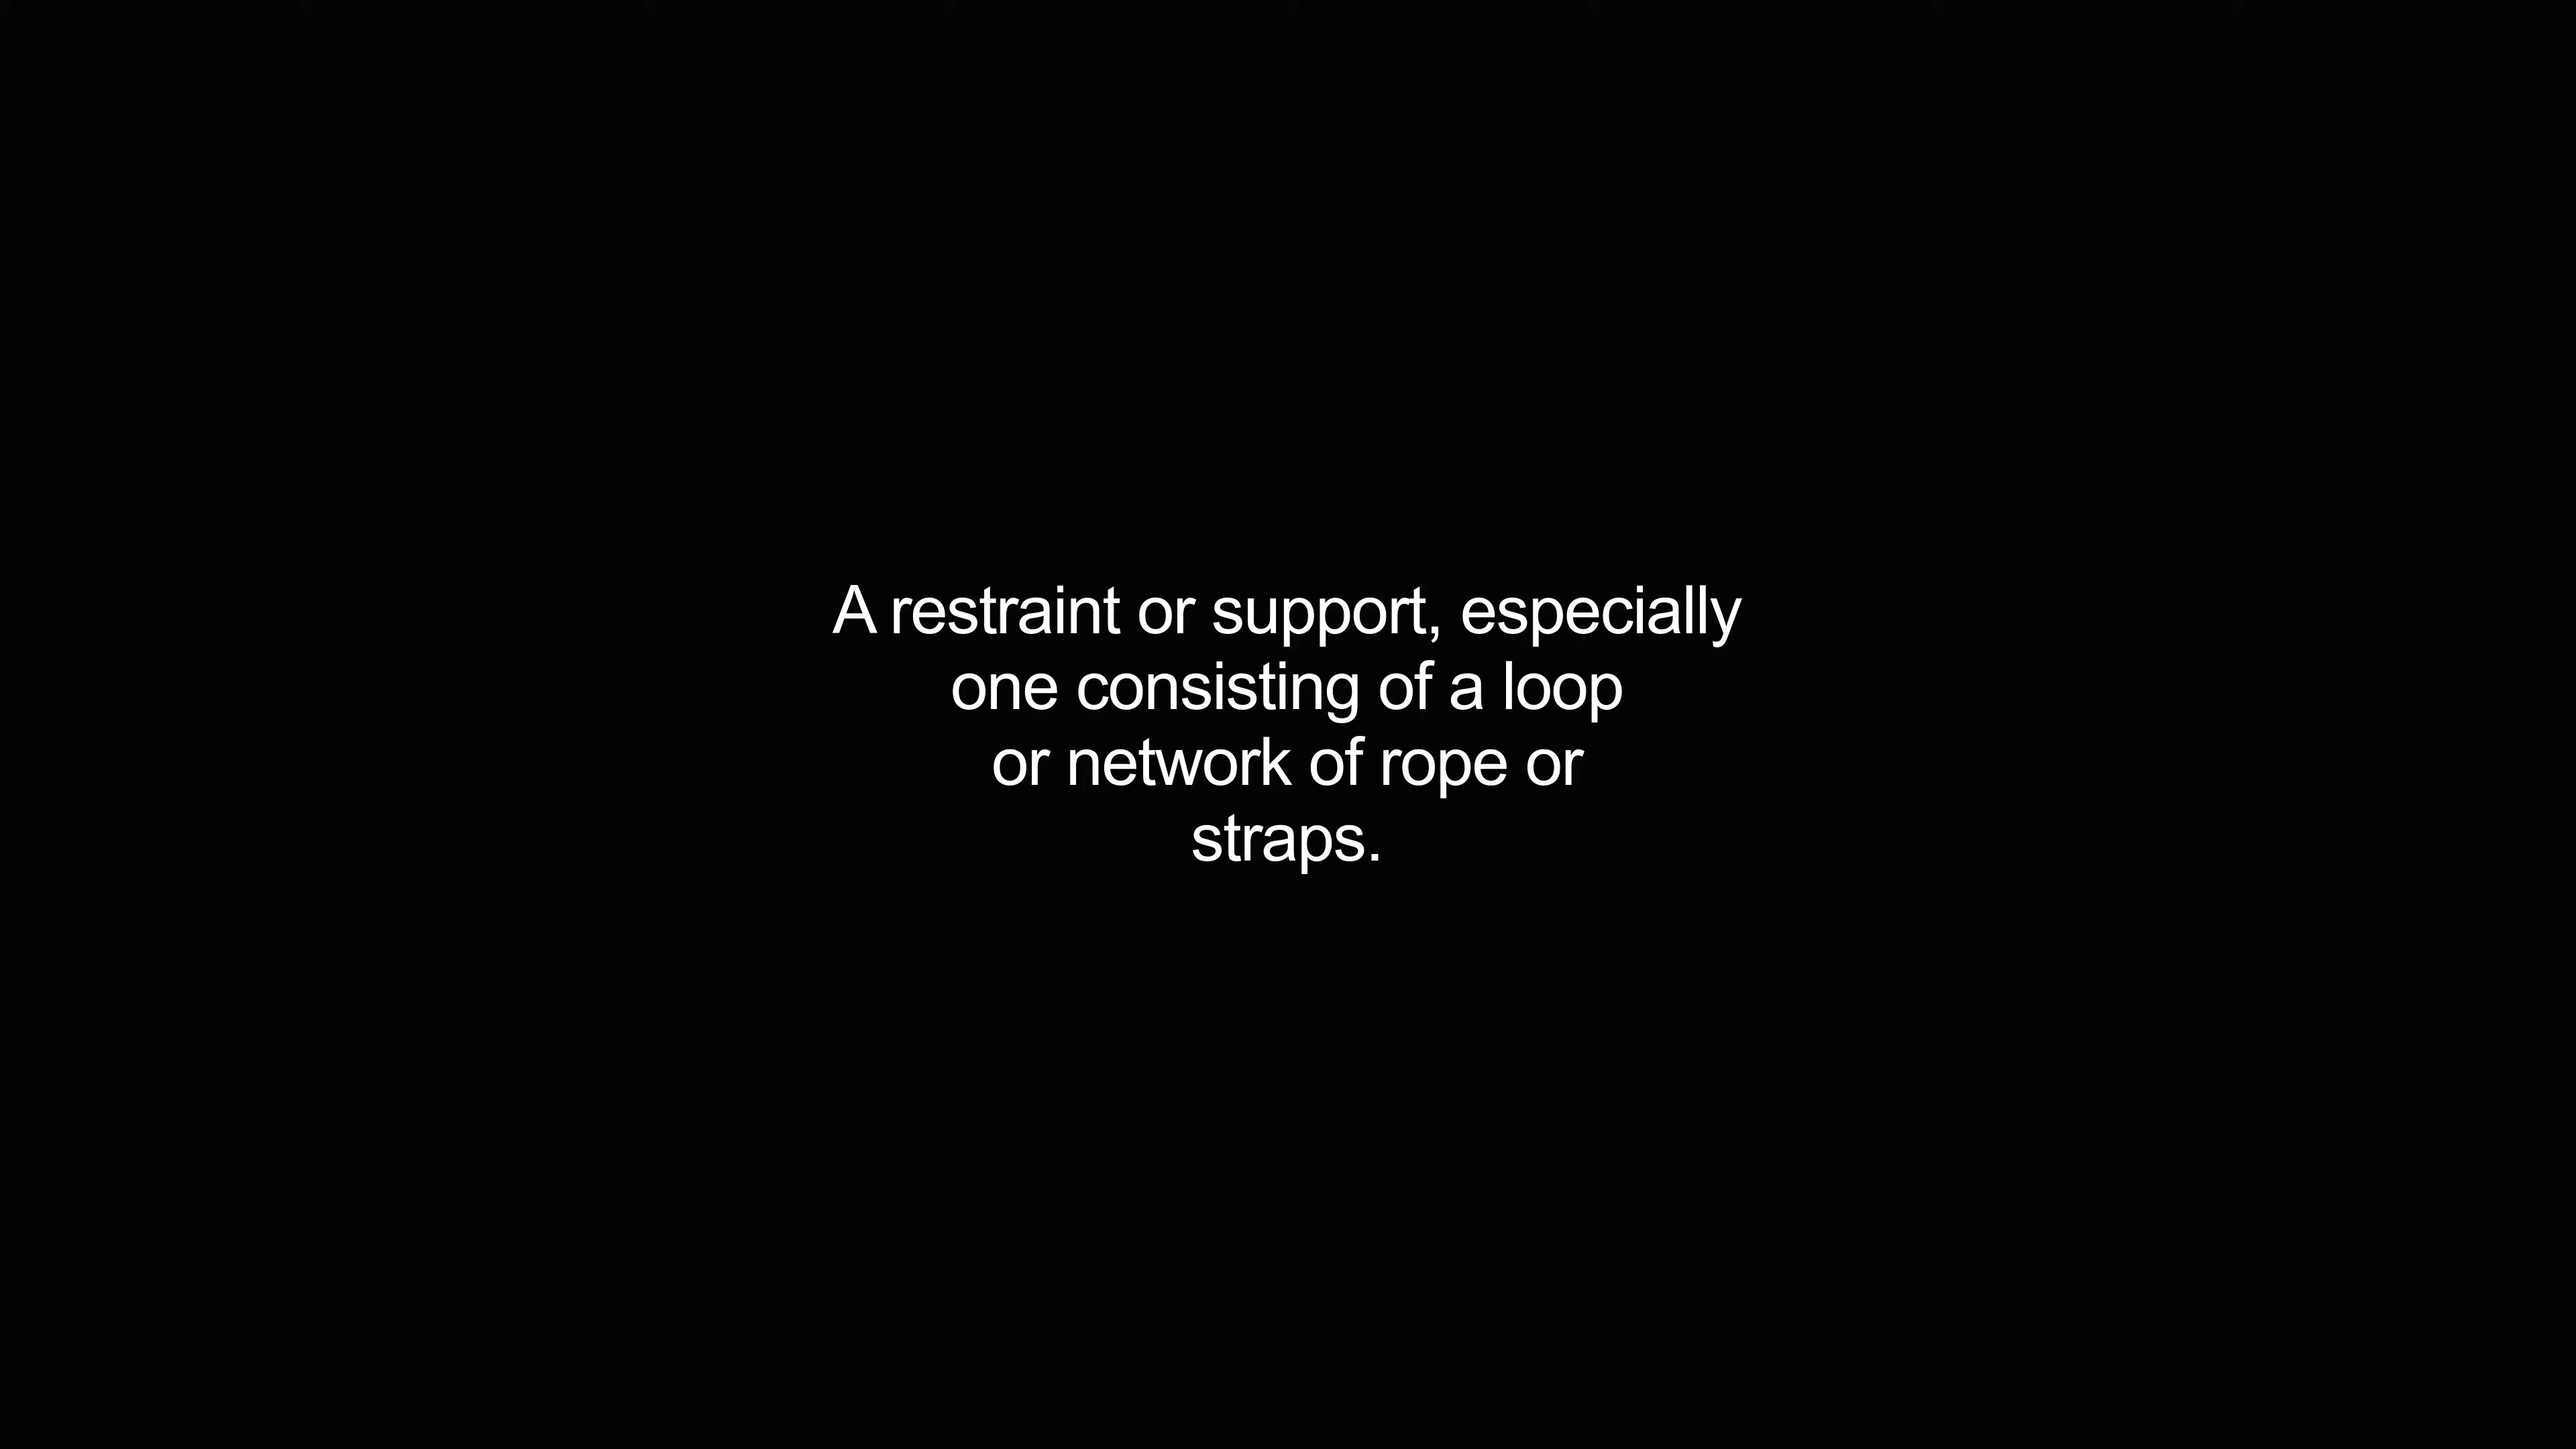 A restraint or support, especially
one consisting of a loop
or network of rope or
straps.